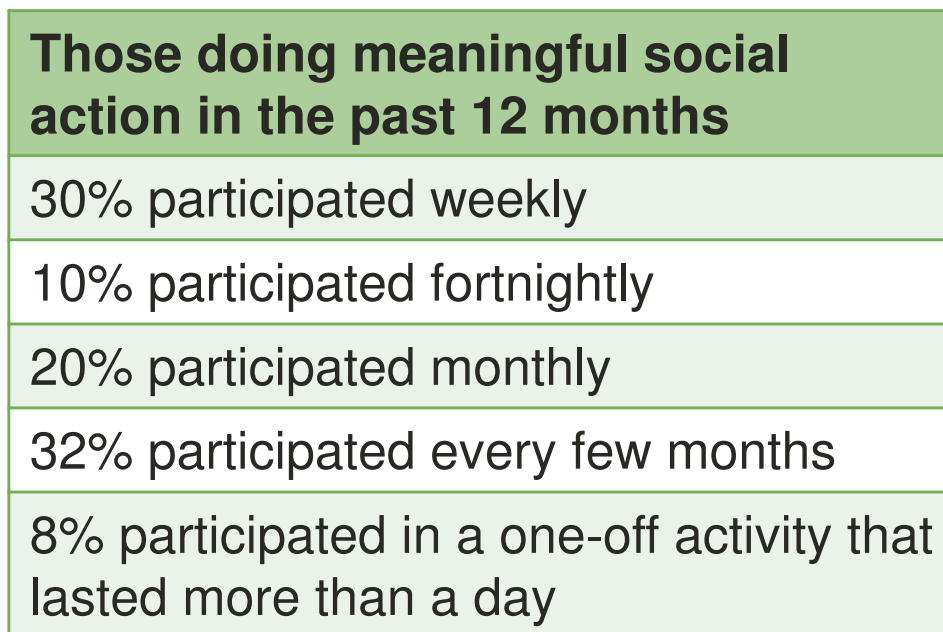 Those doing meaningful social
action in the past 12 months
30% participated weekly
10% participated fortnightly
20% participated monthly
32% participated every few months
8% participated in a one-off activity that
lasted more than a day